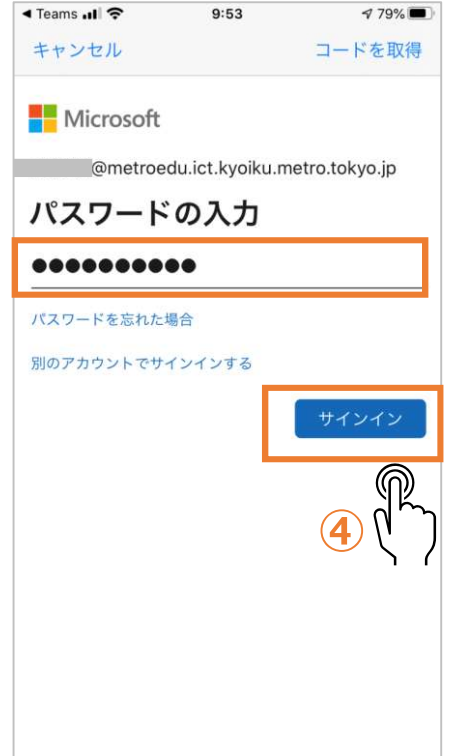 ◀ Teams 9:53 79%
キャンセル コードを取得
Microsoft
@metroedu.ict.kyoiku.metro.tokyo.jp
パスワードの入力
●●●●●●●●●●
パスワードを忘れた場合
別のアカウントでサインインする
サインイン
④